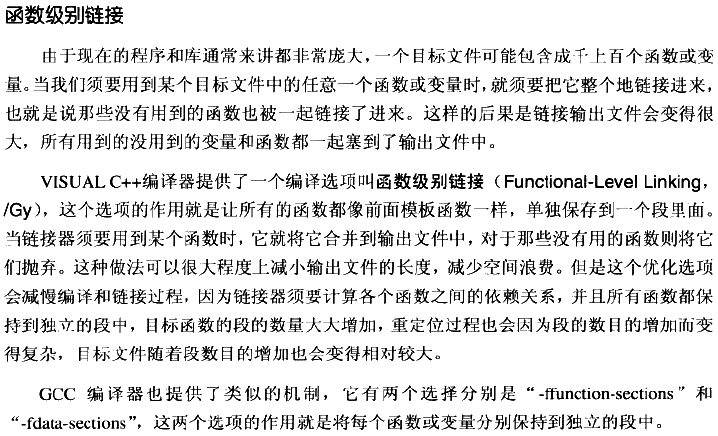 函数级别链接
由于现在的程序和库通常来讲都非常庞大，一个目标文件可能包含成千上百个函数或变
量。当我们须要用到某个目标文件中的任意一个函数或变量时，就须要把它整个地链接进来，
也就是说那些没有用到的函数也被一起链接了进来。这样的后果是链接输出文件会变得很
大，所有用到的没用到的变量和函数都一起塞到了输出文件中。
VISUAL C++编译器提供了一个编译选项叫函数级别链接（Functional-Level Linking，
/Gy），这个选项的作用就是让所有的函数都像前面模板函数一样，单独保存到一个段里面。
当链接器须要用到某个函数时，它就将它合并到输出文件中，对于那些没有用的函数则将它
们抛弃。这种做法可以很大程度上减小输出文件的长度，减少空间浪费。但是这个优化选项
会减慢编译和链接过程，因为链接器须要计算各个函数之间的依赖关系，并且所有函数都保
持到独立的段中，目标函数的段的数量大大增加，重定位过程也会因为段的数目的增加而变
得复杂，目标文件随着段数目的增加也会变得相对较大。
GCC 编译器也提供了类似的机制，它有两个选择分别是“-ffunction-sections”和
“-fdata-sections”，这两个选项的作用就是将每个函数或变量分别保持到独立的段中。